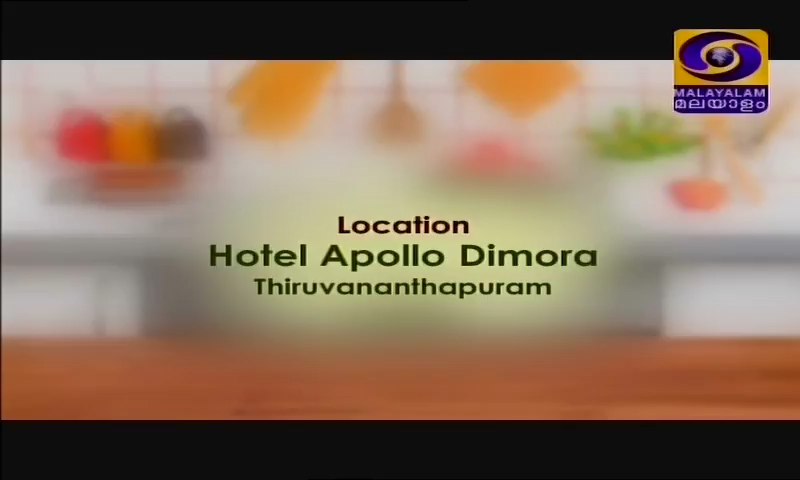 MALAYALAM
മലയാളം
Location
Hotel Apollo Dimora
Thiruvananthapuram